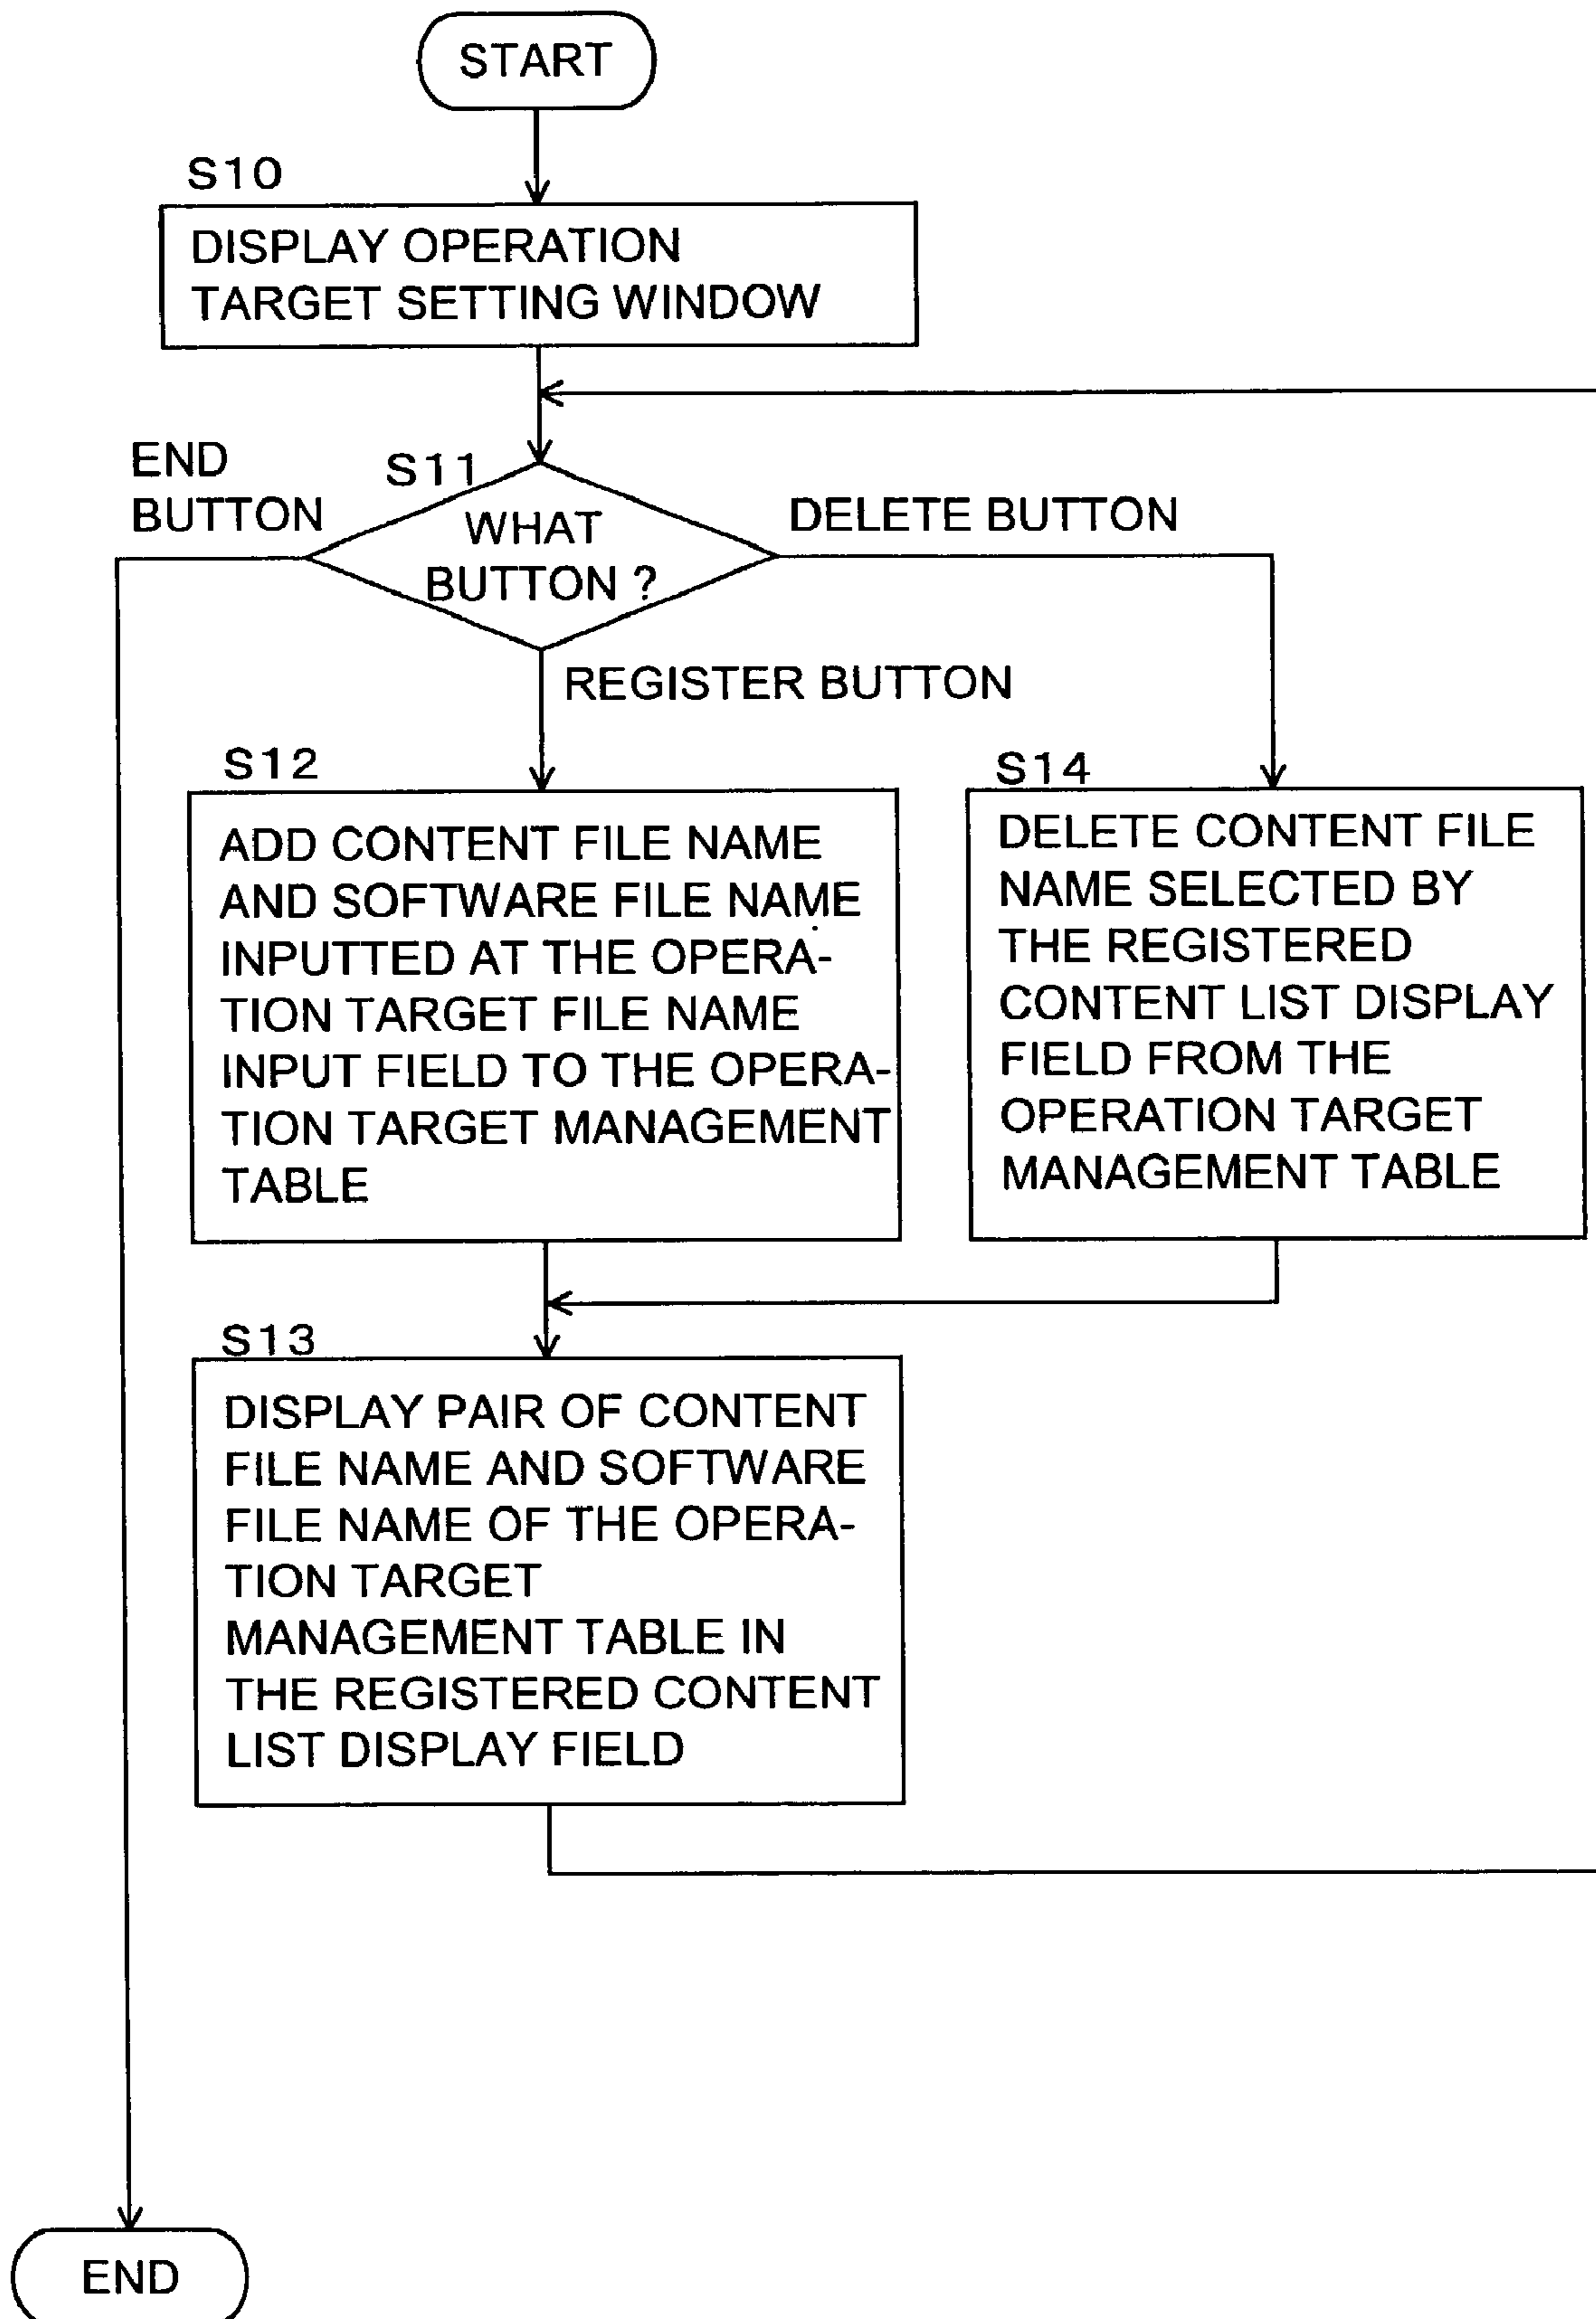 START
S10
DISPLAY OPERATION
TARGET SETTING WINDOW
END
BUTTON
S11
WHAT
BUTTON ?
DELETE BUTTON
REGISTER BUTTON
S12
ADD CONTENT FILE NAME
AND SOFTWARE FILE NAME
INPUTTED AT THE OPERA-
TION TARGET FILE NAME
INPUT FIELD TO THE OPERA-
TION TARGET MANAGEMENT
TABLE
S14
DELETE CONTENT FILE
NAME SELECTED BY
THE REGISTERED
CONTENT LIST DISPLAY
FIELD FROM THE
OPERATION TARGET
MANAGEMENT TABLE
S13
DISPLAY PAIR OF CONTENT
FILE NAME AND SOFTWARE
FILE NAME OF THE OPERA-
TION TARGET
MANAGEMENT TABLE IN
THE REGISTERED CONTENT
LIST DISPLAY FIELD
END